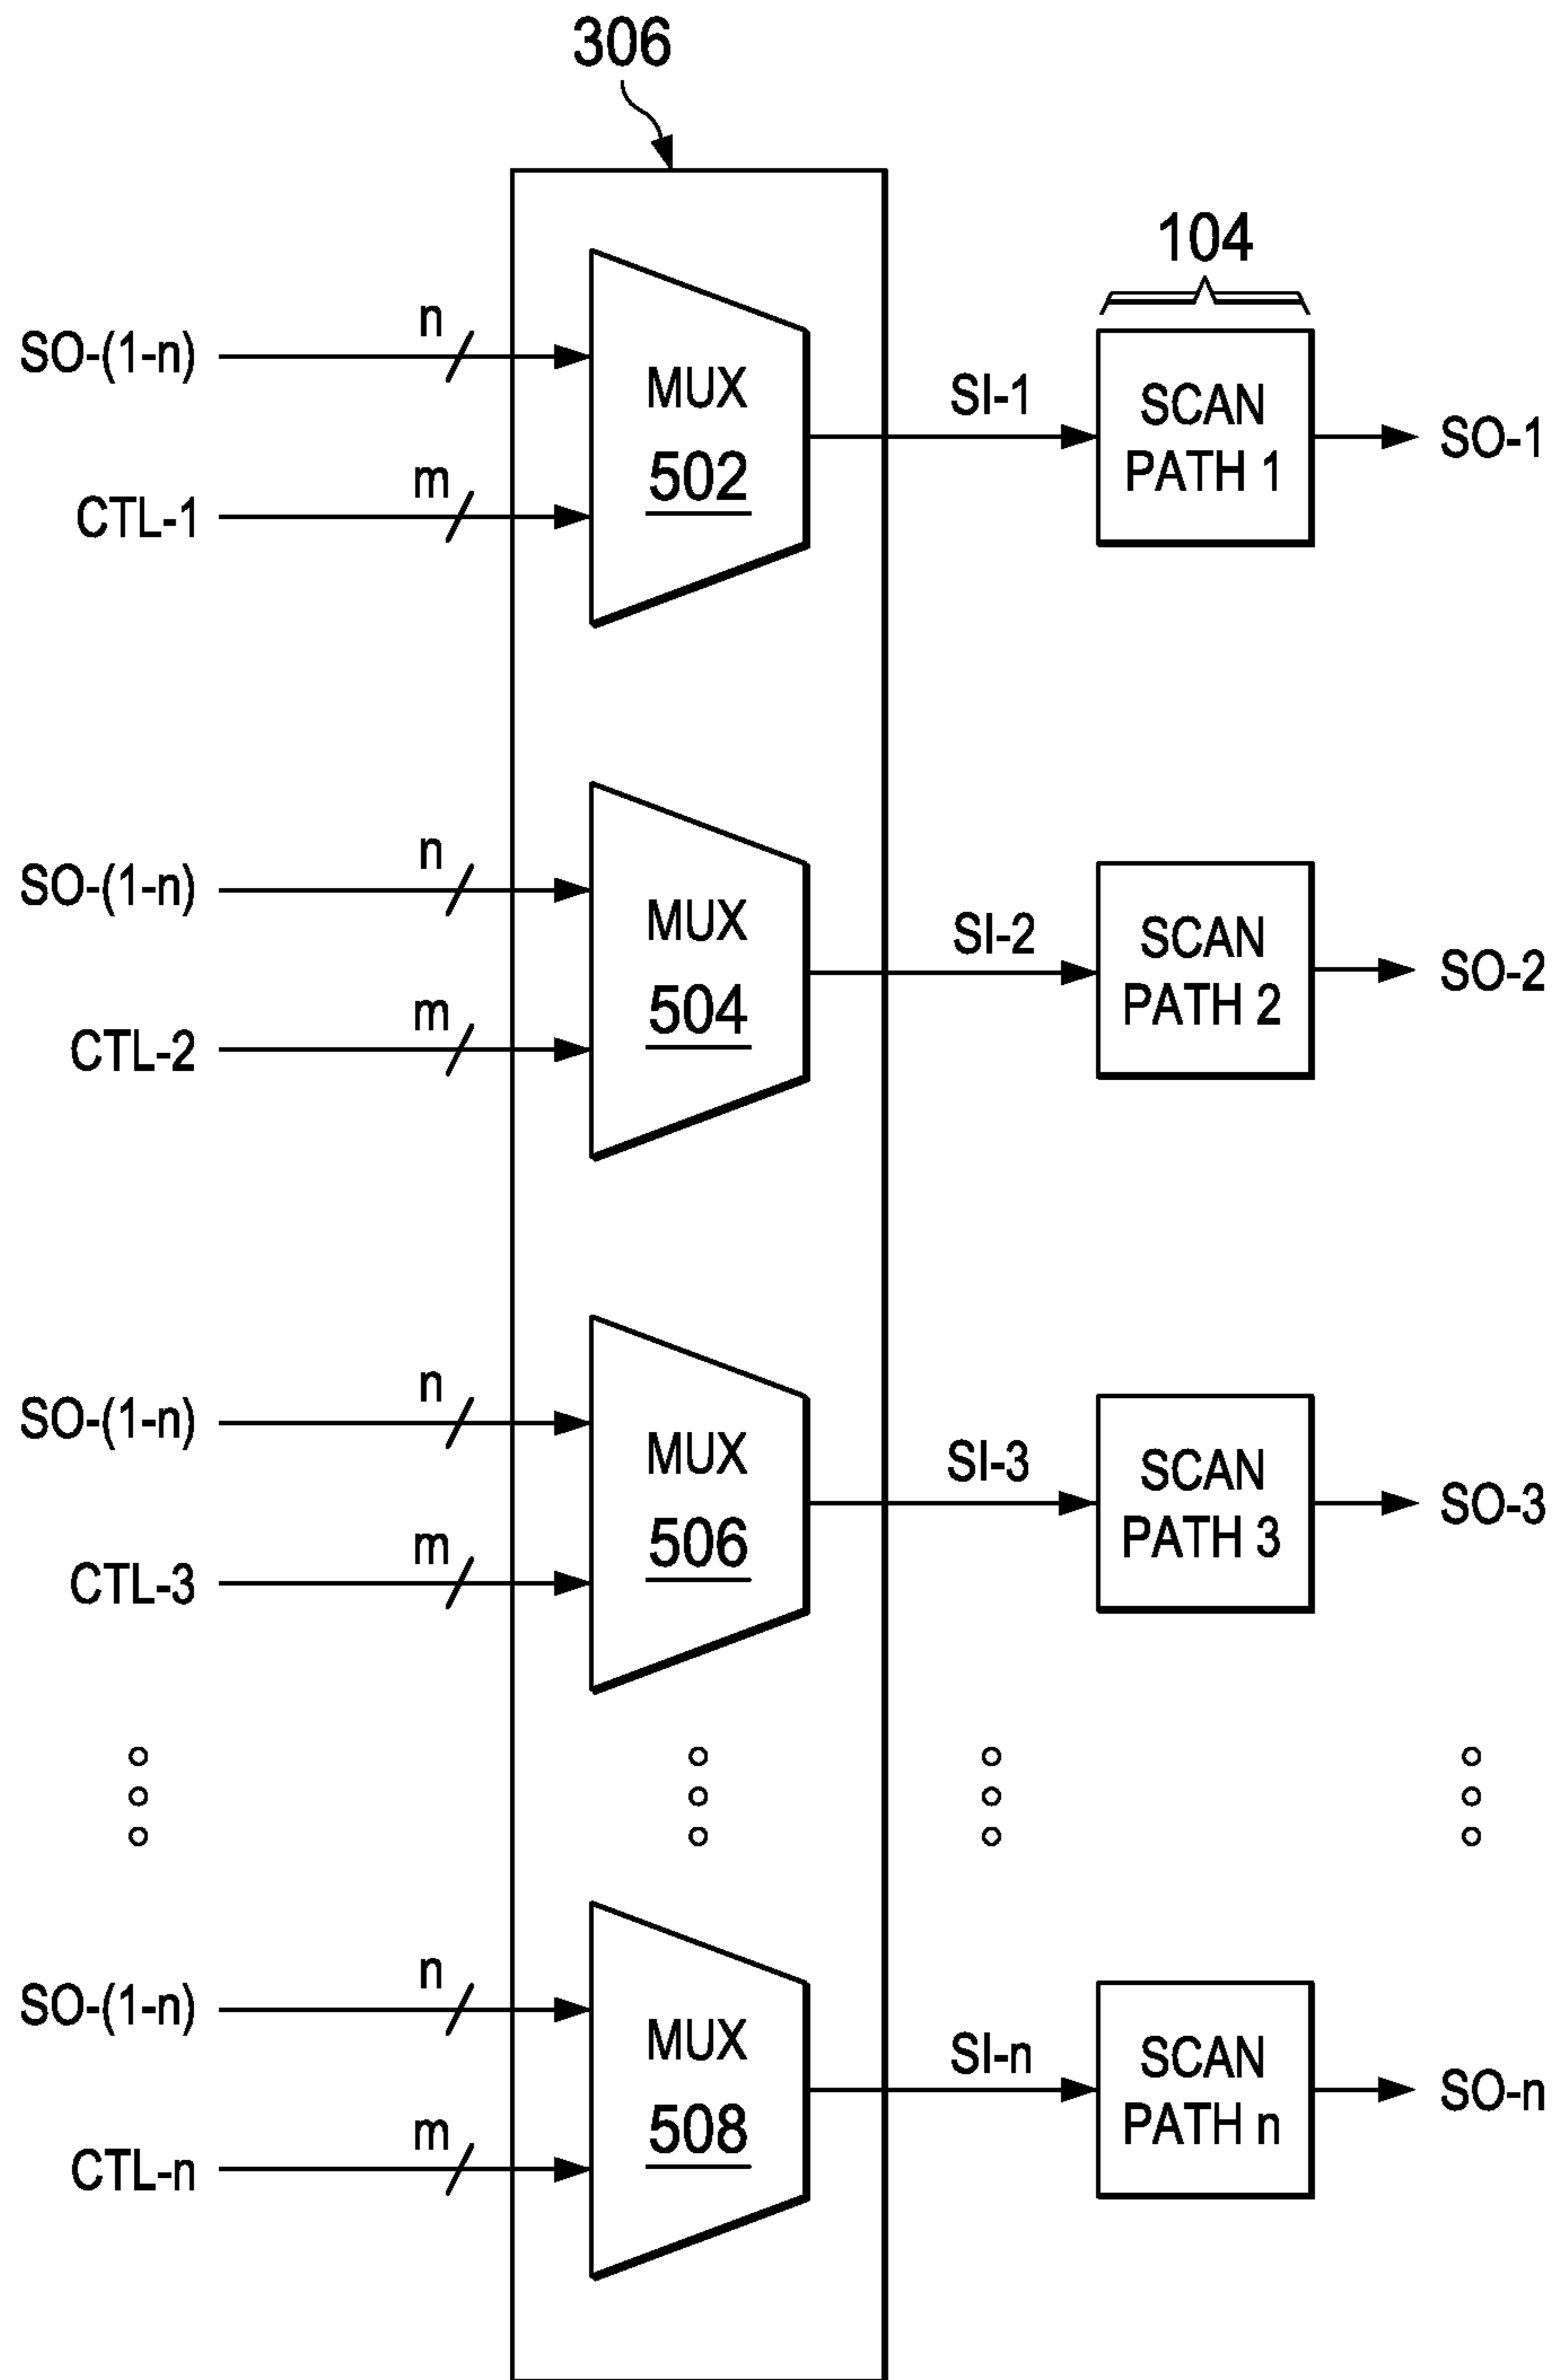 306
104
SO-(1-n)
n
MUX
502
CTL-1
m
SI-1
SCAN
PATH 1
SO-1
SO-(1-n)
n
MUX
504
CTL-2
m
SI-2
SCAN
PATH 2
SO-2
SO-(1-n)
n
MUX
506
CTL-3
m
SI-3
SCAN
PATH 3
SO-3
SO-(1-n)
n
MUX
508
CTL-n
m
SI-n
SCAN
PATH n
SO-n